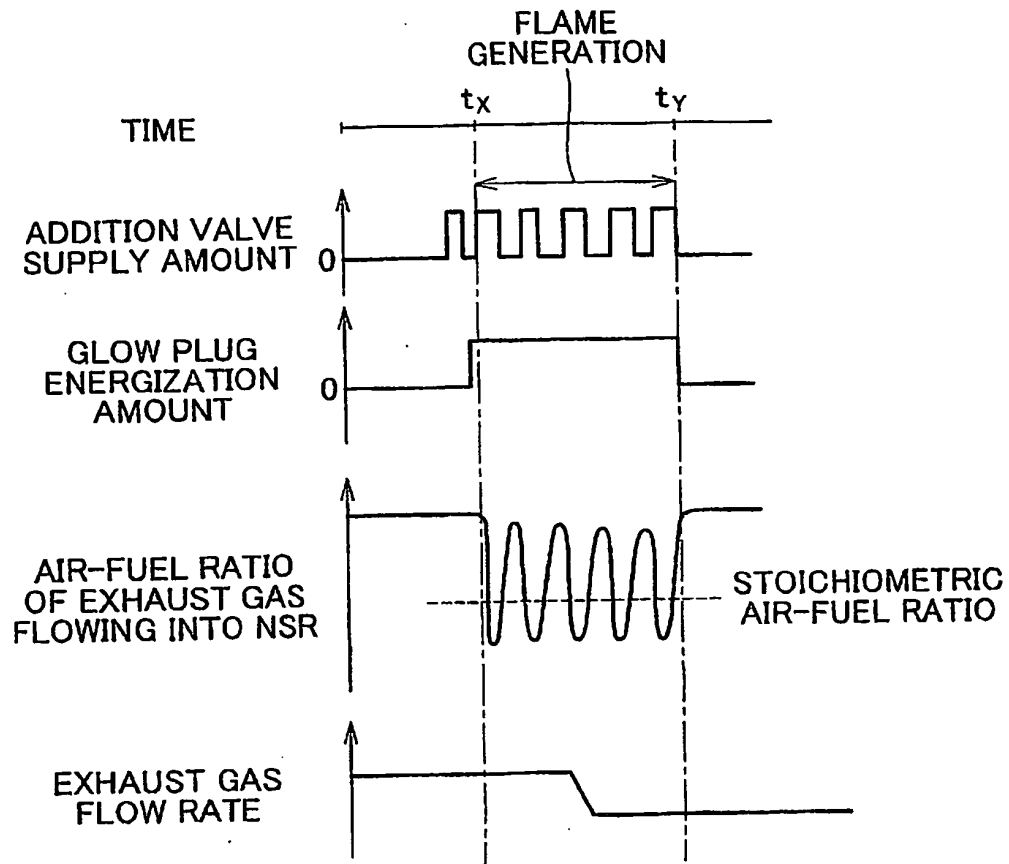 FLAME
GENERATION
tX
tY
TIME
ADDITION VALVE
SUPPLY AMOUNT
0
GLOW PLUG
ENERGIZATION
AMOUNT
0
AIR-FUEL RATIO
OF EXHAUST GAS
FLOWING INTO NSR
STOICHIOMETRIC
AIR-FUEL RATIO
EXHAUST GAS
FLOW RATE